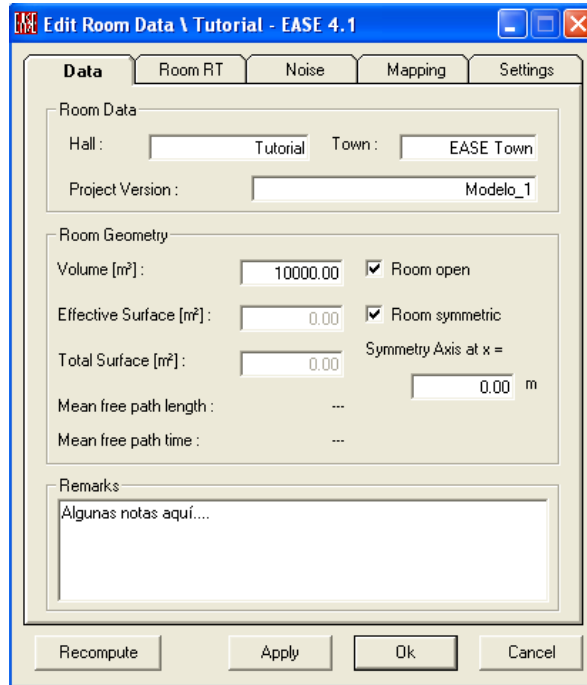 EASE Edit Room Data \ Tutorial - EASE 4.1
Data Room RT Noise Mapping Settings
Room Data
Hall : Tutorial Town : EASE Town
Project Version : Modelo_1
Room Geometry
Volume [m³] : 10000.00 Room open
Effective Surface [m²] : 0.00 Room symmetric
Total Surface [m²] : 0.00 Symmetry Axis at x =
0.00 m
Mean free path length : ---
Mean free path time : ---
Remarks
Algunas notas aquí....
Recompute Apply Ok Cancel